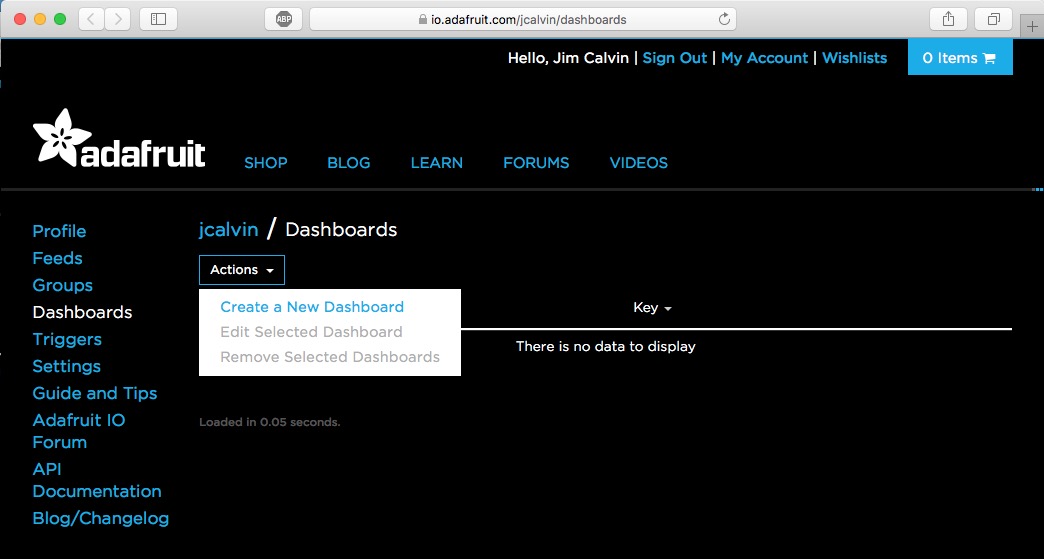 ABP
io.adafruit.com/jcalvin/dashboards
Hello, Jim Calvin | Sign Out | My Account | Wishlists
0 Items
adafruit
SHOP BLOG LEARN FORUMS VIDEOS
Profile
Feeds
Groups
Dashboards
Triggers
Settings
Guide and Tips
Adafruit IO
Forum
API
Documentation
Blog/Changelog
jcalvin / Dashboards
Actions
Create a New Dashboard
Edit Selected Dashboard
Remove Selected Dashboards
Key
There is no data to display
Loaded in 0.05 seconds.